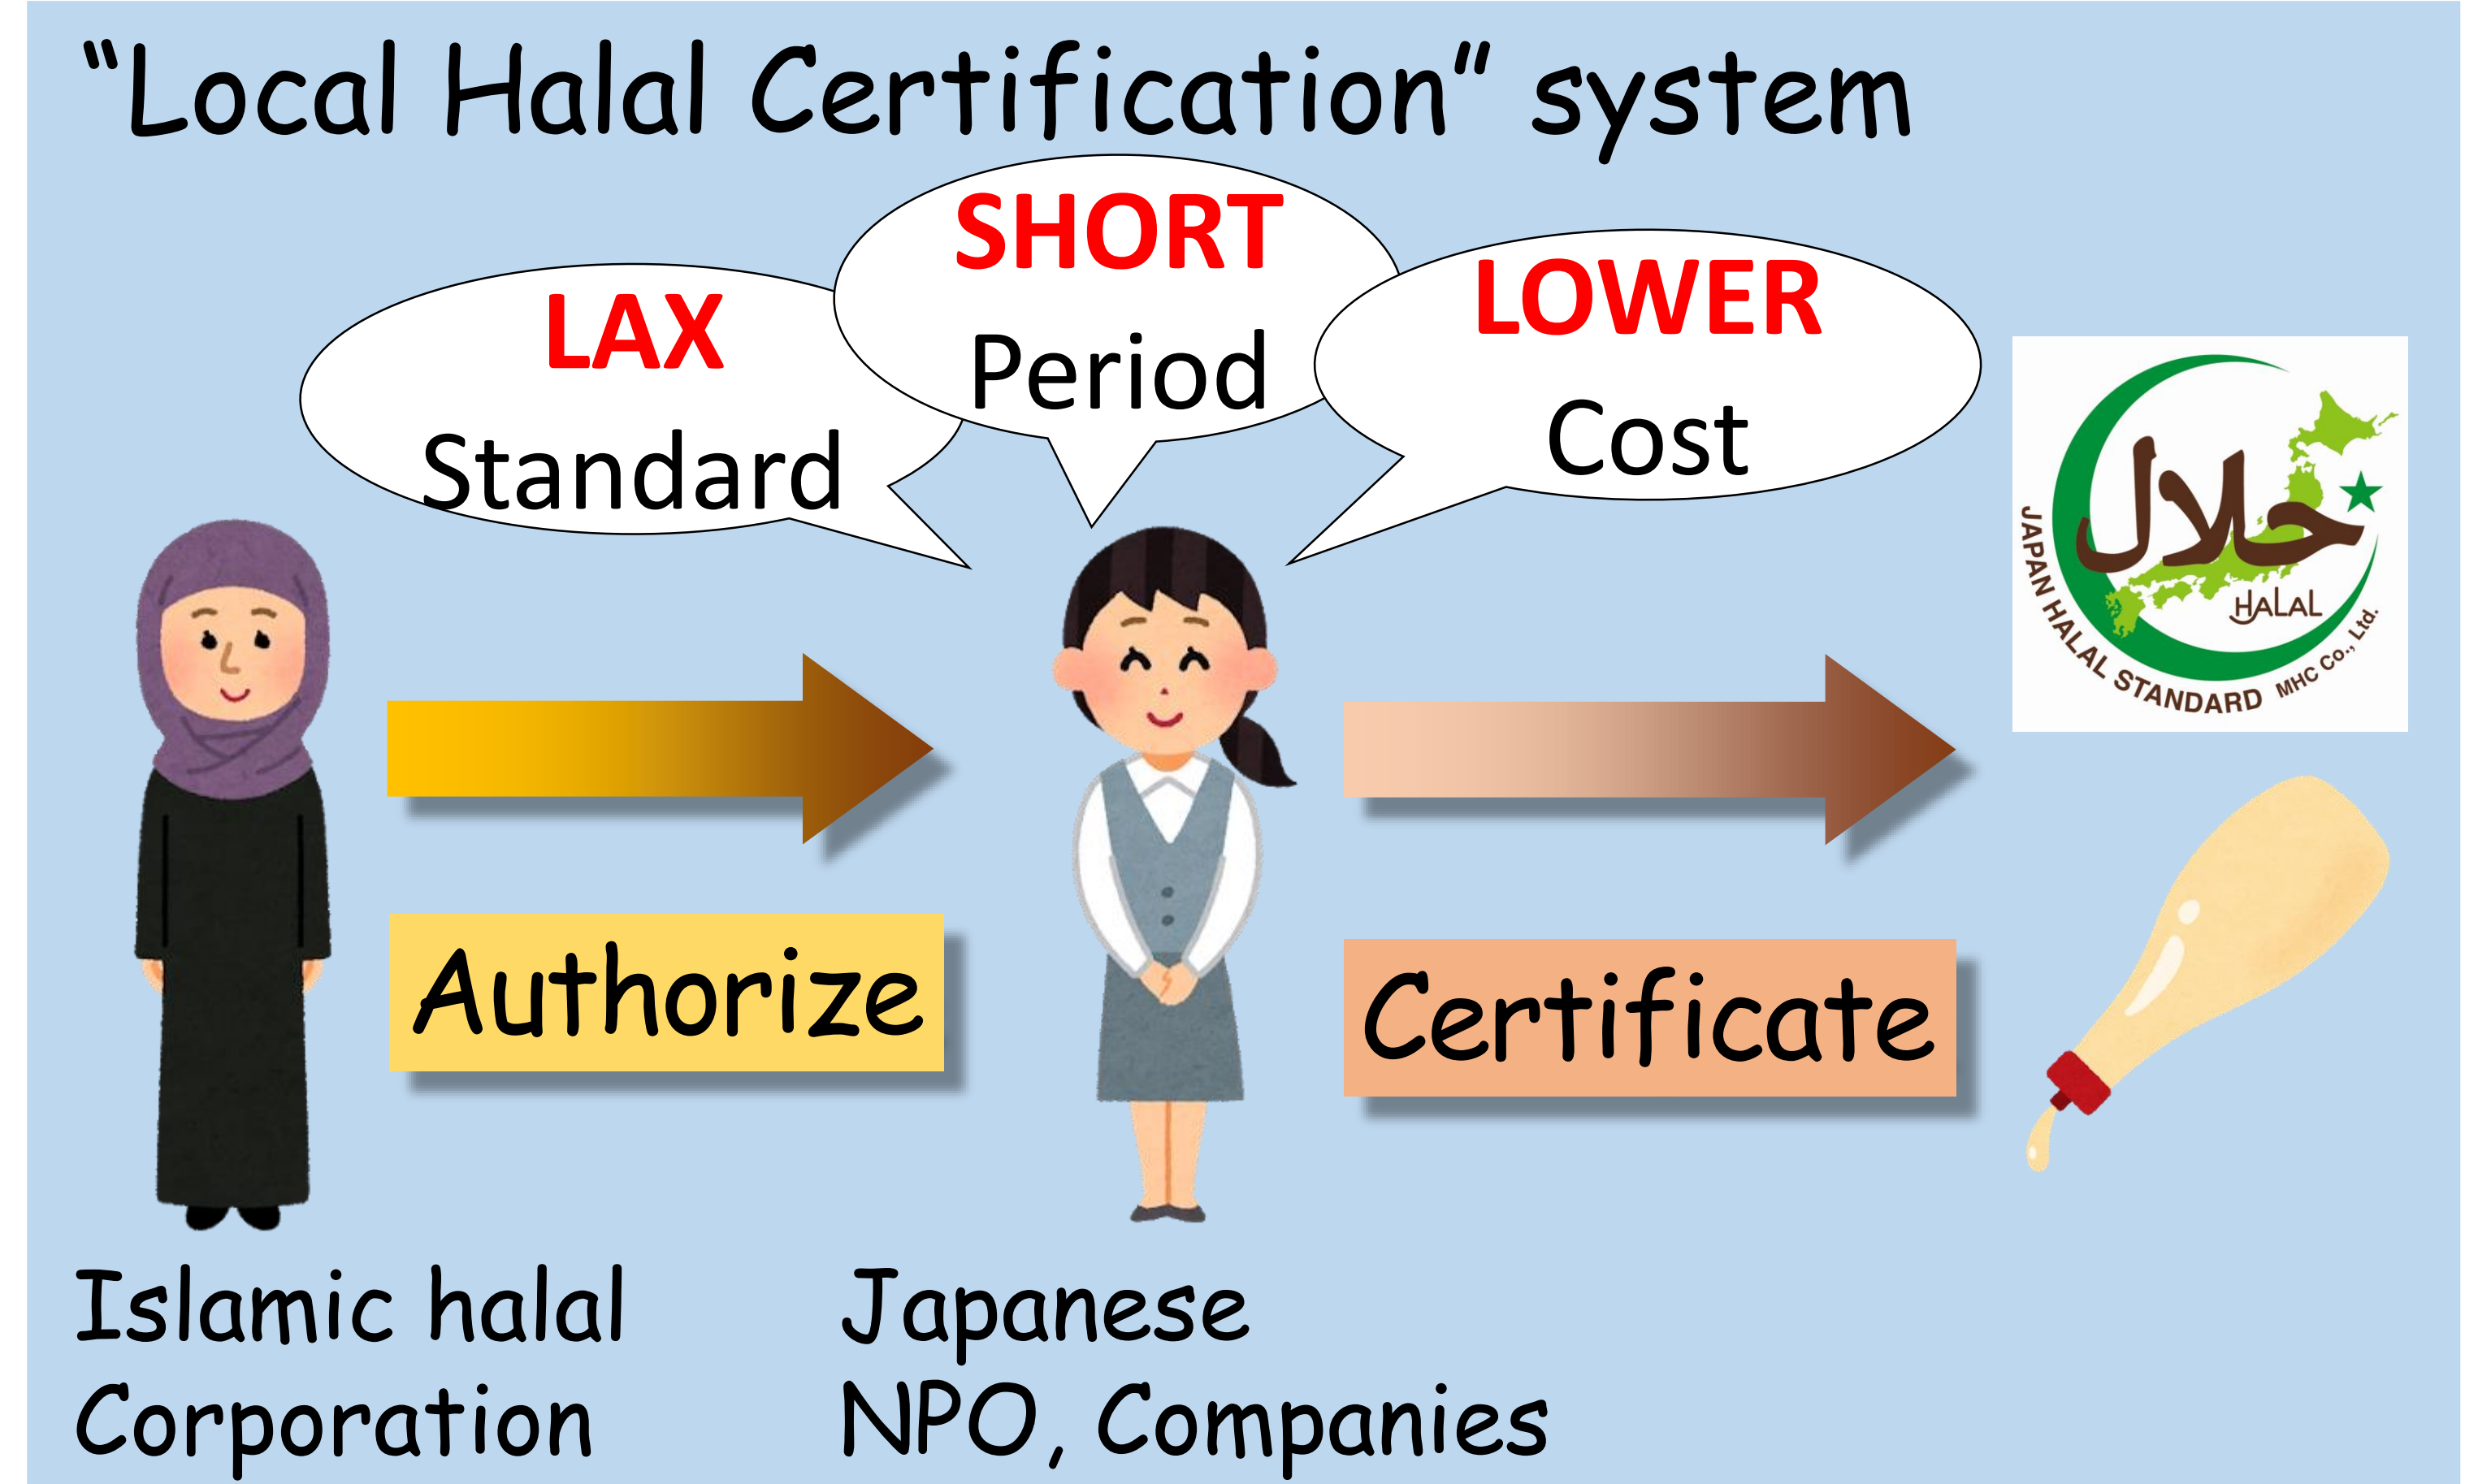 “Local Halal Certification” system
SHORT
Period
LAX
Standard
LOWER
Cost
حلال
HALAL
JAPAN HALAL STANDARD MHC Co., Ltd.
Authorize
Certificate
Islamic halal
Corporation
Japanese
NPO, Companies